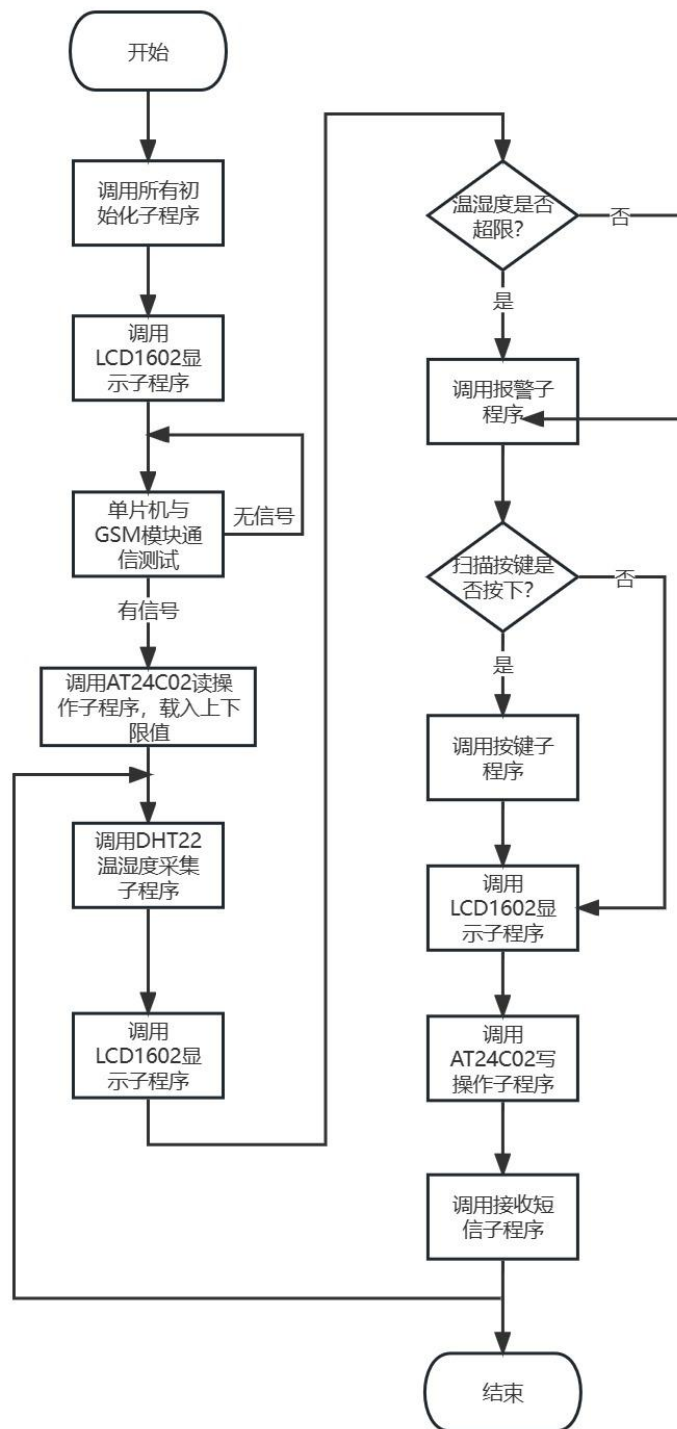 开始
调用所有初
始化子程序
调用
LCD1602显
示子程序
单片机与
GSM模块通
信测试
无信号
有信号
调用AT24C02读操
作子程序，载入上下
限值
调用DHT22
温湿度采集
子程序
调用
LCD1602显
示子程序
温湿度是否
超限？
否
是
调用报警子
程序
扫描按键是
否按下？
否
是
调用按键子
程序
调用
LCD1602显
示子程序
调用
AT24C02写
操作子程序
调用接收短
信子程序
结束